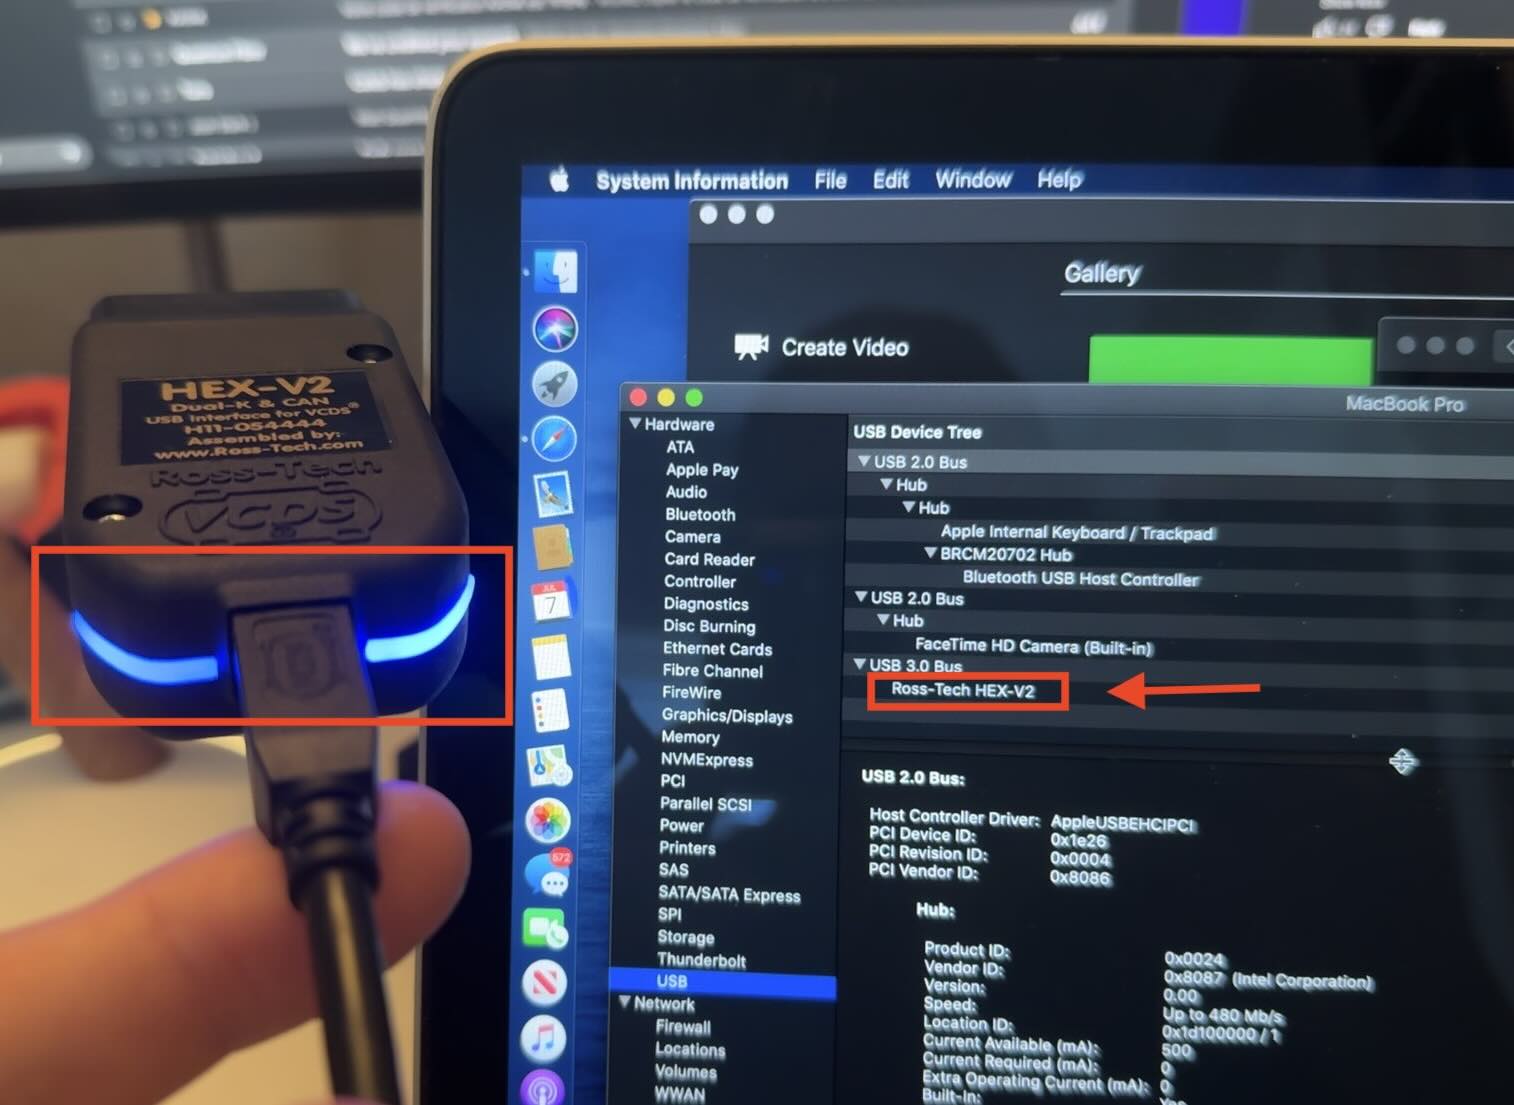 HEX-V2
Dual-K & CAN
USB Interface for VCDS®
H11-054444
Assembled by:
www.Ross-Tech.com
Ross-Tech
VCDS
System Information File Edit Window Help
Gallery
Create Video
MacBook Pro
Hardware
ATA
Apple Pay
Audio
Bluetooth
Camera
Card Reader
Controller
Diagnostics
Disc Burning
Ethernet Cards
Fibre Channel
FireWire
Graphics/Displays
Memory
NVMExpress
PCI
Parallel SCSI
Power
Printers
SAS
SATA/SATA Express
SPI
Storage
Thunderbolt
USB
Network
Firewall
Locations
Volumes
WWAN
USB Device Tree
USB 2.0 Bus
Hub
Hub
Apple Internal Keyboard / Trackpad
BRCM20702 Hub
Bluetooth USB Host Controller
USB 2.0 Bus
Hub
FaceTime HD Camera (Built-in)
USB 3.0 Bus
Ross-Tech HEX-V2
USB 2.0 Bus:
Host Controller Driver: AppleUSBEHCIPCI
PCI Device ID: 0x1e26
PCI Revision ID: 0x0004
PCI Vendor ID: 0x8086
Hub:
Product ID: 0x0024
Vendor ID: 0x8087 (Intel Corporation)
Version: 0.00
Speed: Up to 480 Mb/s
Location ID: 0x1d100000 / 1
Current Available (mA): 500
Current Required (mA): 0
Extra Operating Current (mA): 0
Built-In:
JUL
7
672